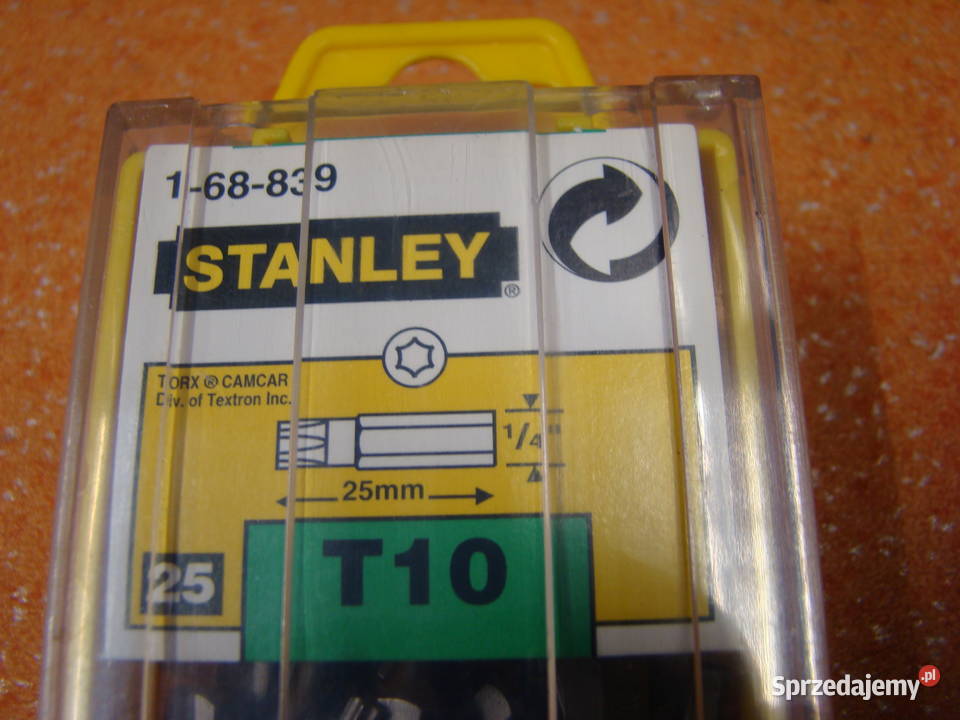 1-68-839
STANLEY®
TORX ® CAMCAR
Div. of Textron Inc.
1/4"
25mm
T10
25
Sprzedajemy.pl